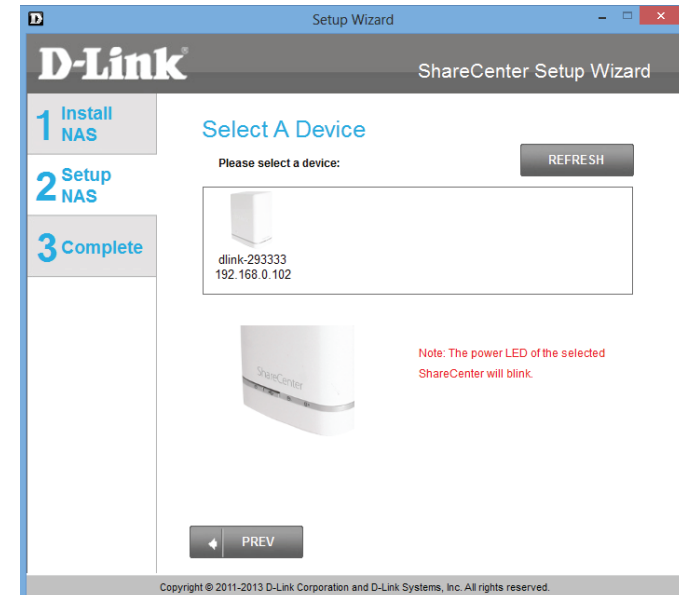 Setup Wizard
D-Link
ShareCenter Setup Wizard
1 Install
NAS
2 Setup
NAS
3 Complete
Select A Device
Please select a device:
REFRESH
dlink-293333
192.168.0.102
ShareCenter
Note: The power LED of the selected
ShareCenter will blink.
PREV
Copyright © 2011-2013 D-Link Corporation and D-Link Systems, Inc. All rights reserved.